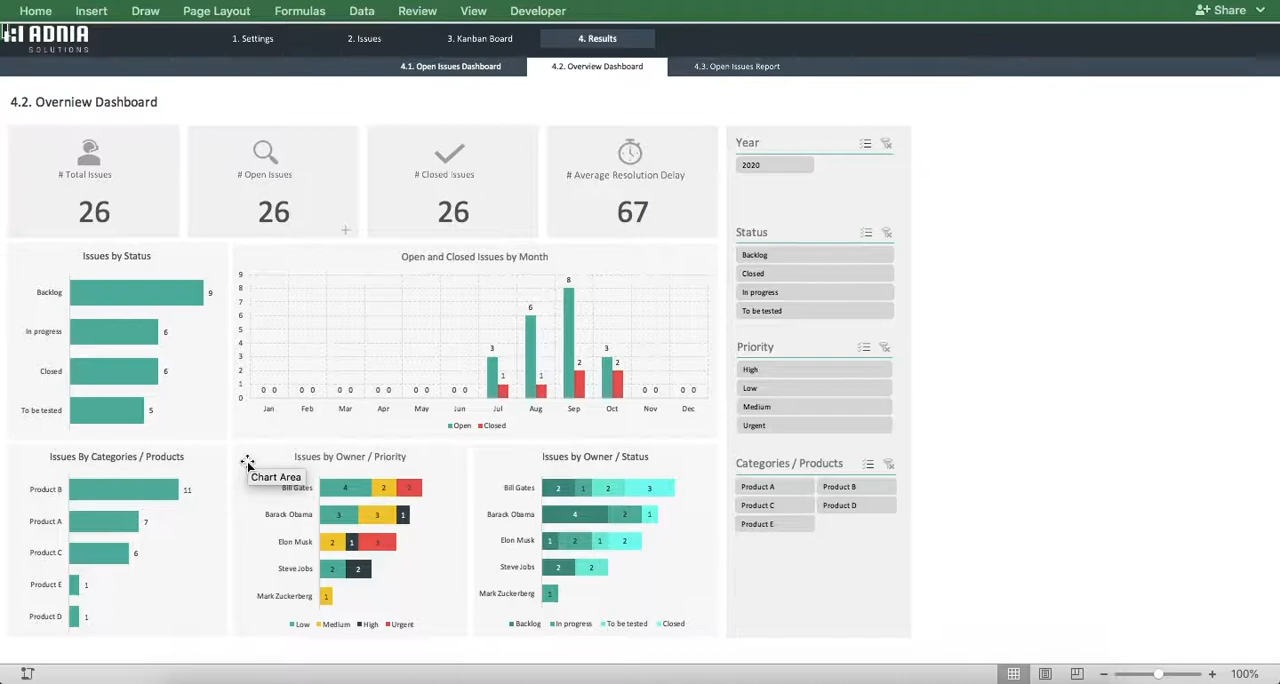 Home Insert Draw Page Layout Formulas Data Review View Developer Share
ADNIA
SOLUTIONS
1. Settings 2. Issues 3. Kanban Board 4. Results
4.1. Open Issues Dashboard 4.2. Overview Dashboard 4.3. Open Issues Report
4.2. Overniew Dashboard
# Total Issues
26
# Open Issues
26
# Closed Issues
26
# Average Resolution Delay
67
Issues by Status
Backlog 9
In progress 6
Closed 6
To be tested 5
Open and Closed Issues by Month
9
8
7
6
5
4
3
2
1
0
0 0 0 0 0 0 0 0 0 0 0 0 3 1 6 1 8 2 3 2 0 0 0 0
Jan Feb Mar Apr May Jun Jul Aug Sep Oct Nov Dec
Open Closed
Issues By Categories / Products
Product B 11
Product A 7
Product C 6
Product E 1
Product D 1
Issues by Owner / Priority
Chart Area
Bill Gates 4 2 2
Barack Obama 3 3 1
Elon Musk 2 1 3
Steve Jobs 2 2
Mark Zuckerberg 1
Low Medium High Urgent
Issues by Owner / Status
Bill Gates 2 1 2 3
Barack Obama 4 2 1
Elon Musk 1 2 1 2
Steve Jobs 2 2
Mark Zuckerberg 1
Backlog In progress To be tested Closed
Year
2020
Status
Backlog
Closed
In progress
To be tested
Priority
High
Low
Medium
Urgent
Categories / Products
Product A Product B
Product C Product D
Product E
100%